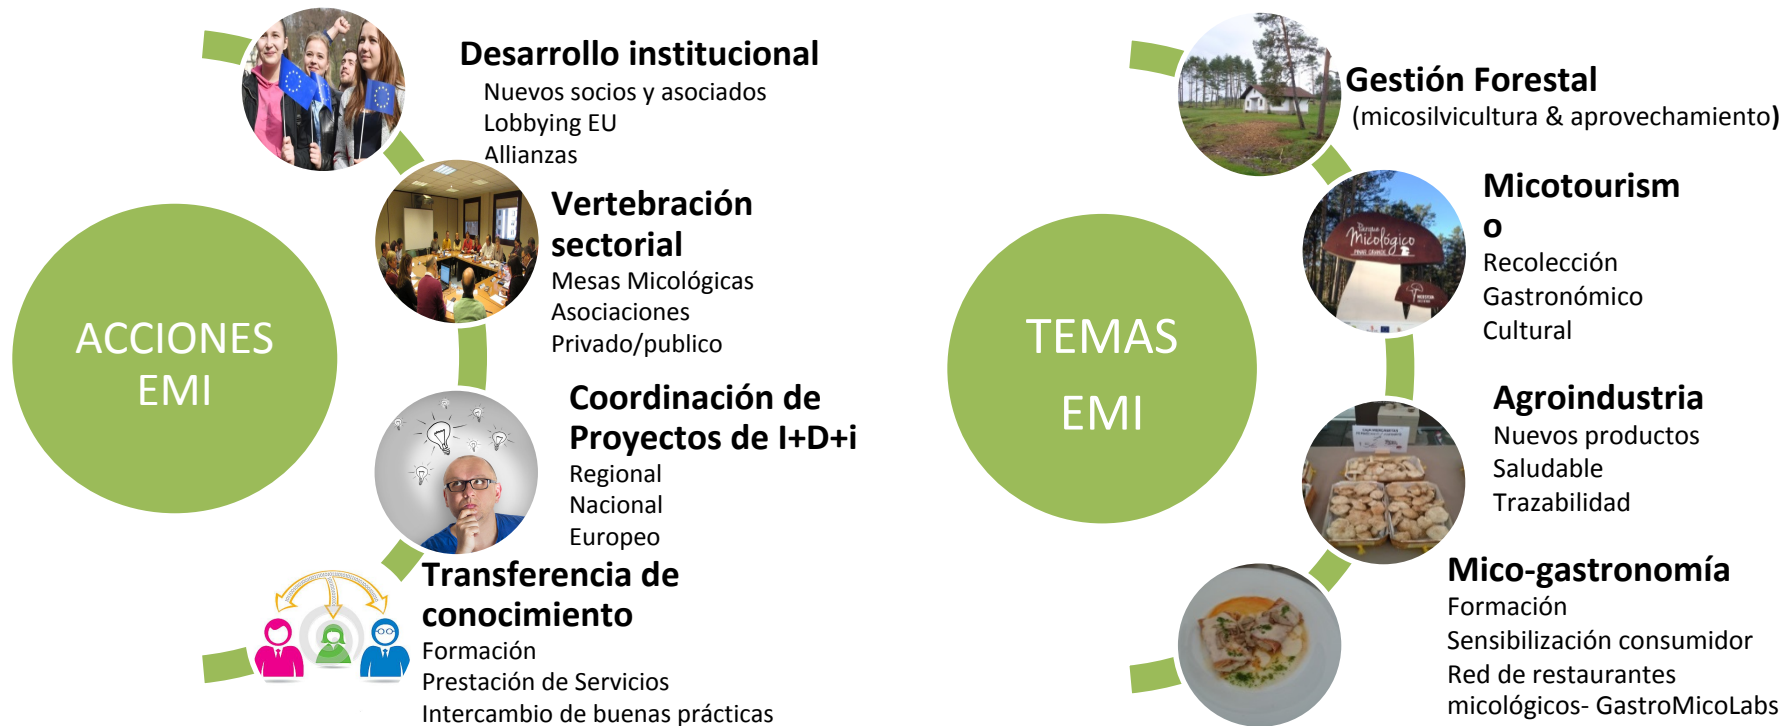 ACCIONES
EMI
Desarrollo institucional
Nuevos socios y asociados
Lobbying EU
Allianzas
Vertebración
sectorial
Mesas Micológicas
Asociaciones
Privado/publico
Coordinación de
Proyectos de I+D+i
Regional
Nacional
Europeo
Transferencia de
conocimiento
Formación
Prestación de Servicios
Intercambio de buenas prácticas
TEMAS
EMI
Gestión Forestal
(micosilvicultura & aprovechamiento)
Micotourism
o
Recolección
Gastronómico
Cultural
Parque
Micológico
Agroindustria
Nuevos productos
Saludable
Trazabilidad
Mico-gastronomía
Formación
Sensibilización consumidor
Red de restaurantes
micológicos- GastroMicoLabs